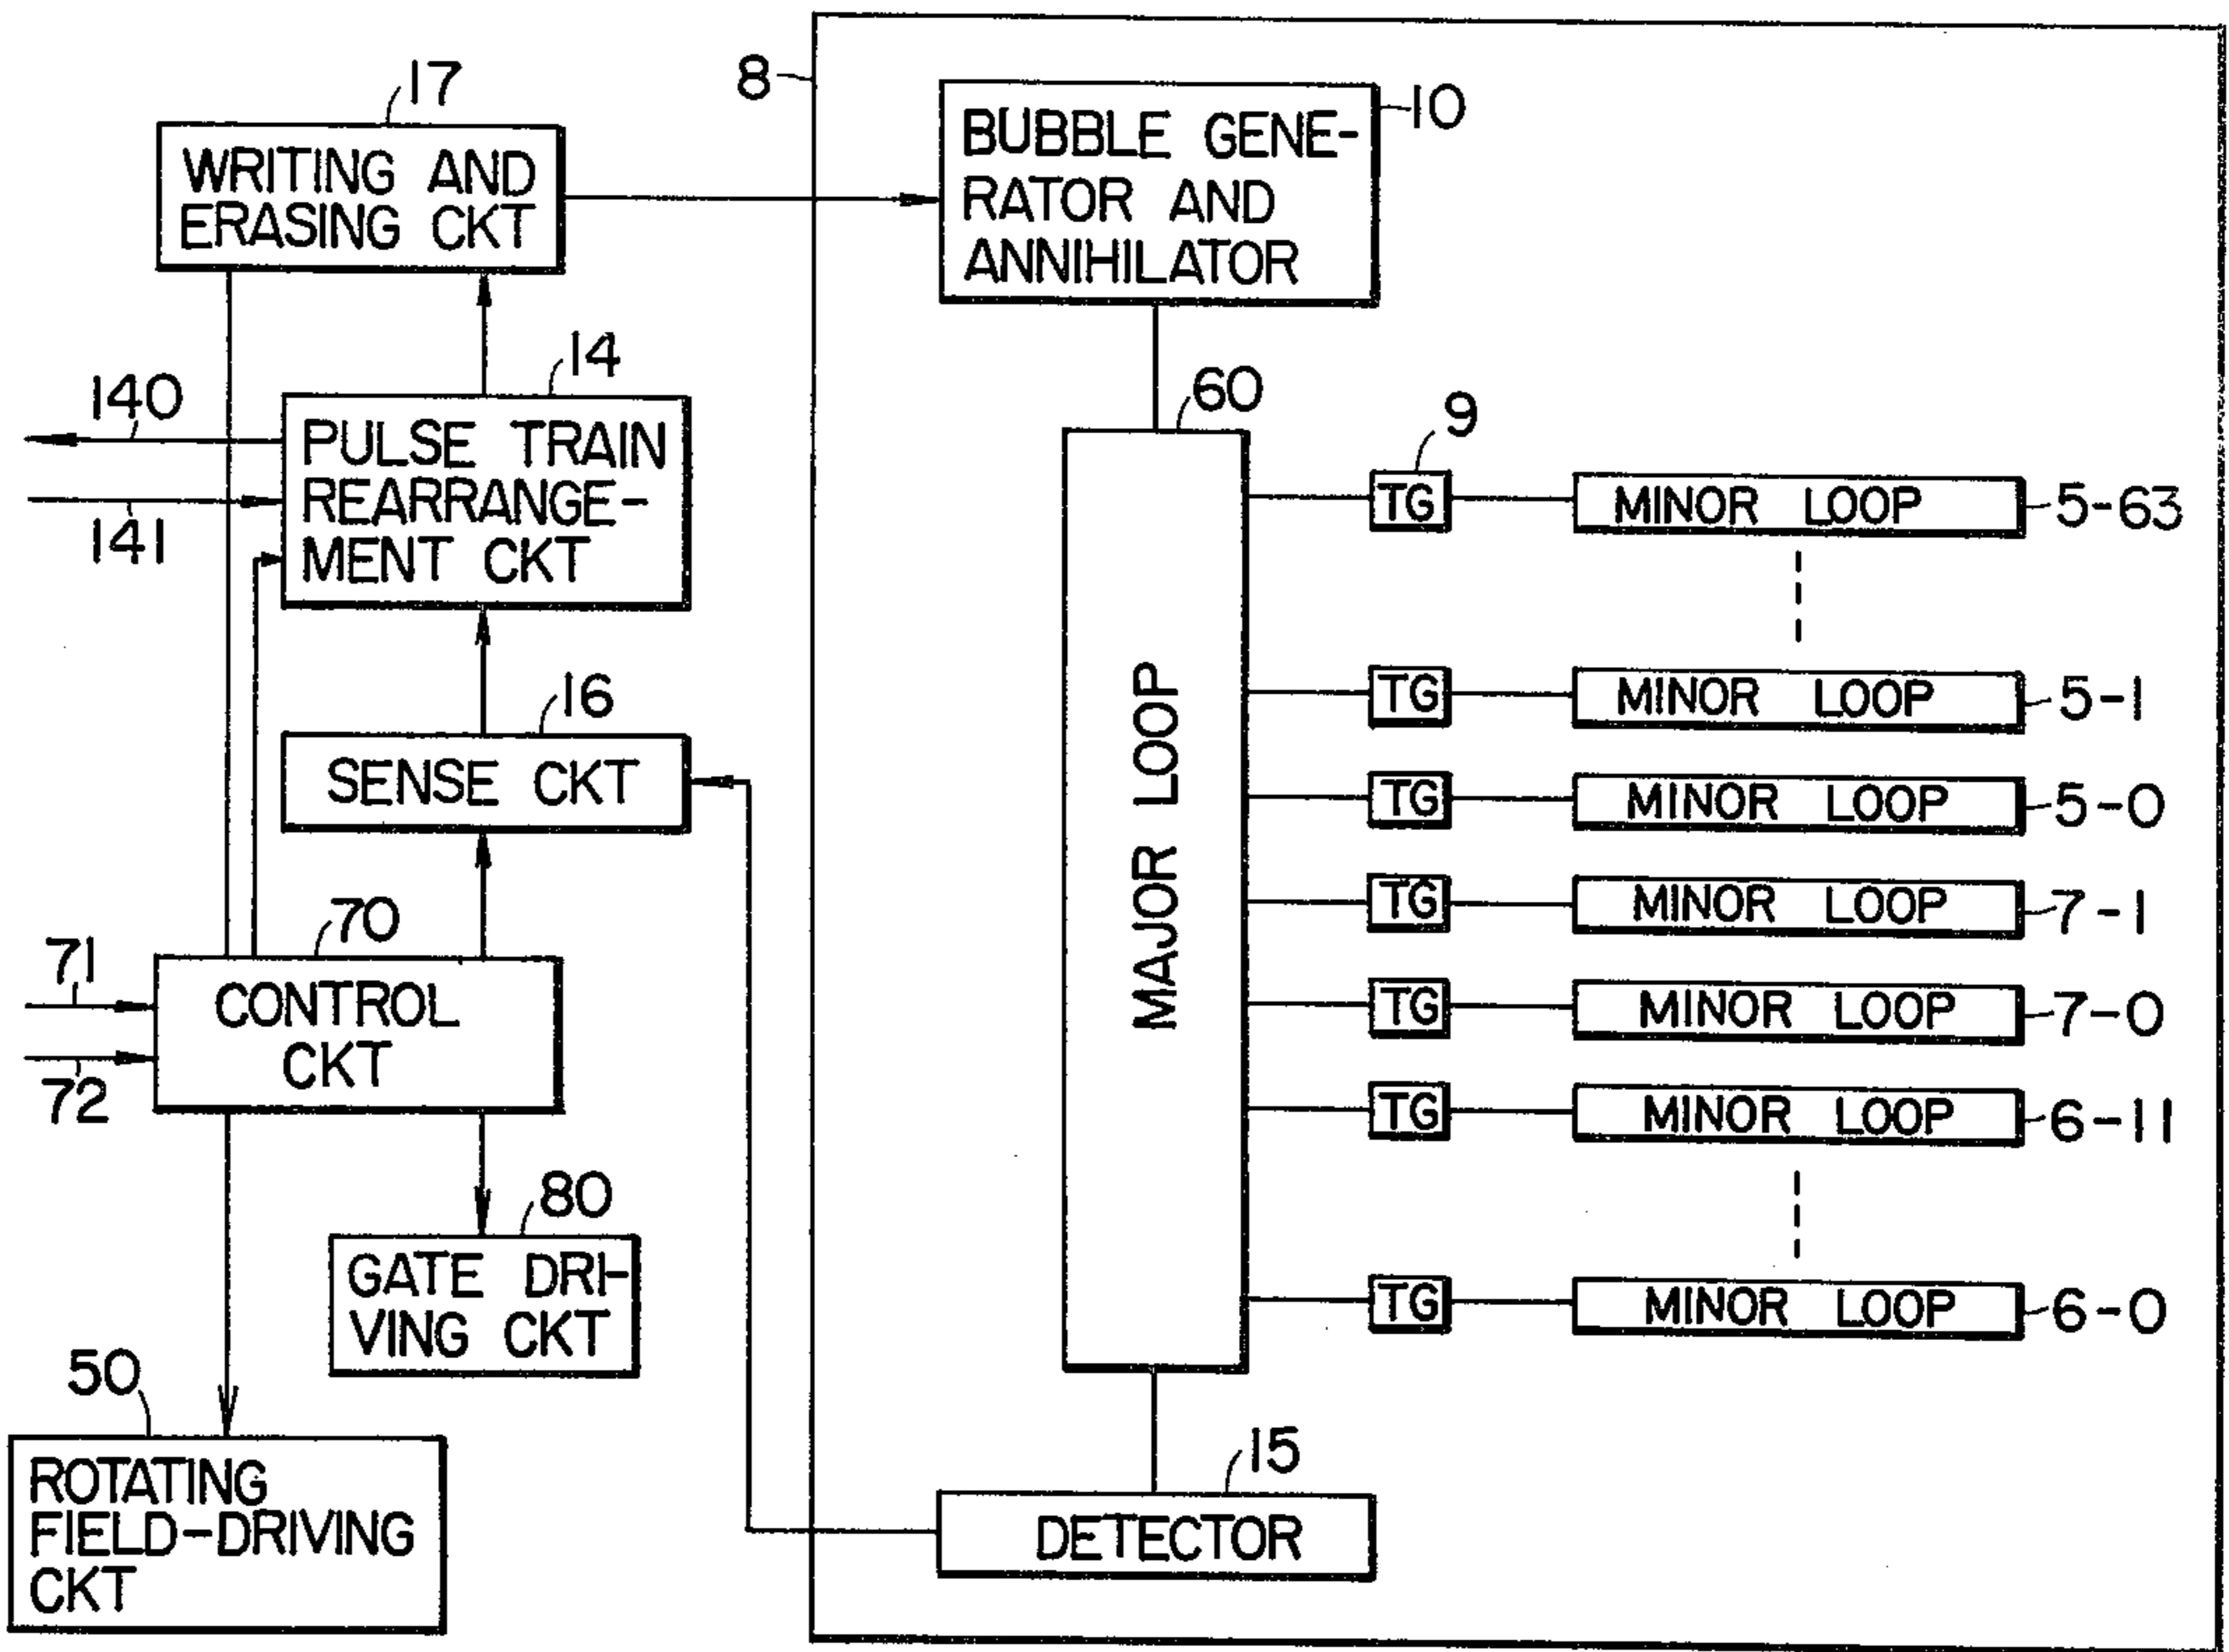 17
WRITING AND
ERASING CKT
8
BUBBLE GENE-
RATOR AND
ANNIHILATOR
10
14
140
141
PULSE TRAIN
REARRANGE-
MENT CKT
16
SENSE CKT
70
71
72
CONTROL
CKT
80
GATE DRI-
VING CKT
50
ROTATING
FIELD-DRIVING
CKT
60
MAJOR LOOP
9
TG MINOR LOOP 5-63
TG MINOR LOOP 5-1
TG MINOR LOOP 5-0
TG MINOR LOOP 7-1
TG MINOR LOOP 7-0
TG MINOR LOOP 6-11
TG MINOR LOOP 6-0
15
DETECTOR